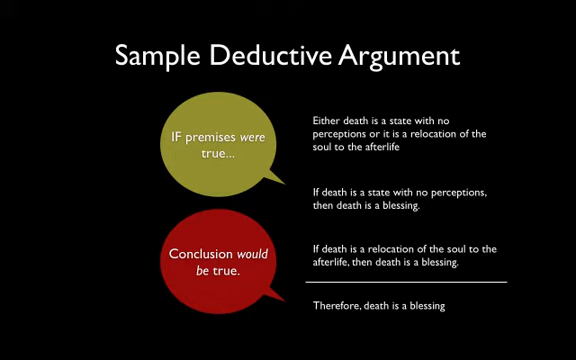 Sample Deductive Argument
IF premises were
true...
Either death is a state with no
perceptions or it is a relocation of the
soul to the afterlife
If death is a state with no perceptions,
then death is a blessing.
Conclusion would
be true.
If death is a relocation of the soul to the
afterlife, then death is a blessing.
Therefore, death is a blessing